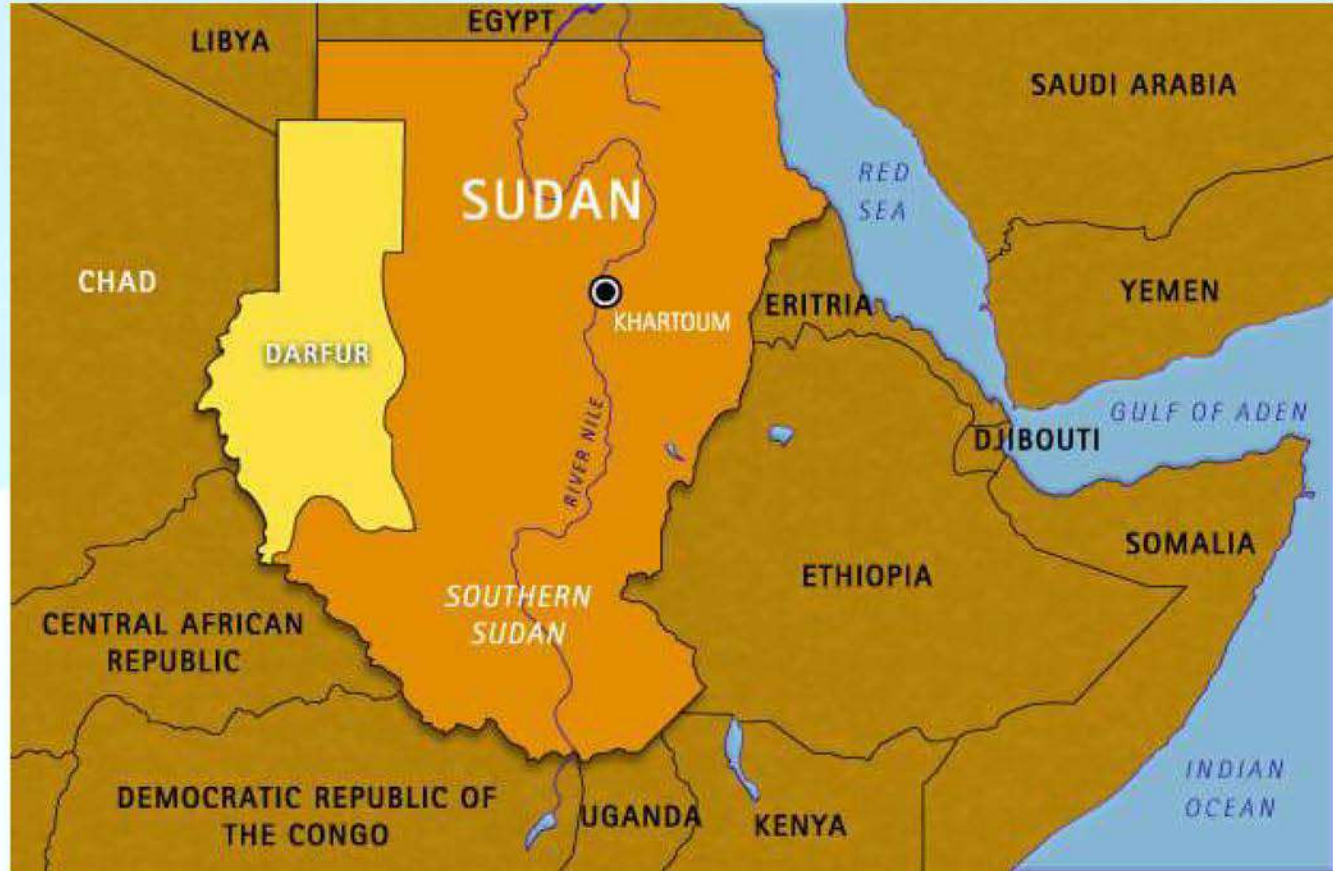 EGYPT
LIBYA
SAUDI ARABIA
RED
SEA
SUDAN
CHAD
YEMEN
ERITRIA
KHARTOUM
DARFUR
GULF OF ADEN
DJIBOUTI
RIVER NILE
SOMALIA
ETHIOPIA
SOUTHERN
SUDAN
CENTRAL AFRICAN
REPUBLIC
INDIAN
OCEAN
DEMOCRATIC REPUBLIC OF
THE CONGO
UGANDA
KENYA